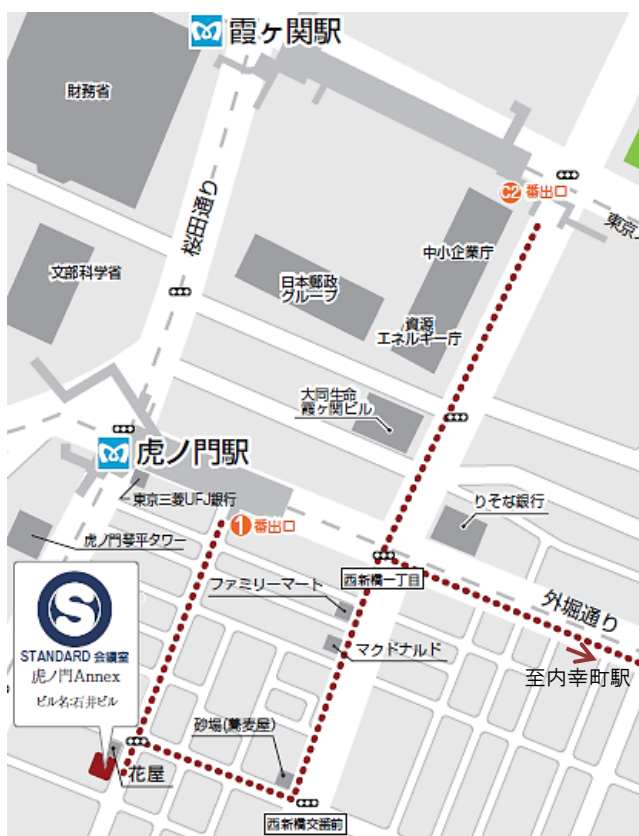 霞ヶ関駅
財務省
C2番出口
東京
桜田通り
中小企業庁
文部科学省
日本郵政
グループ
資源
エネルギー庁
大同生命
霞ヶ関ビル
虎ノ門駅
東京三菱UFJ銀行
りそな銀行
1番出口
虎ノ門琴平タワー
西新橋一丁目
ファミリーマート
外堀通り
S
STANDARD 会議室
虎ノ門Annex
ビル名:石井ビル
マクドナルド
至内幸町駅
砂場(蕎麦屋)
花屋
西新橋交番前